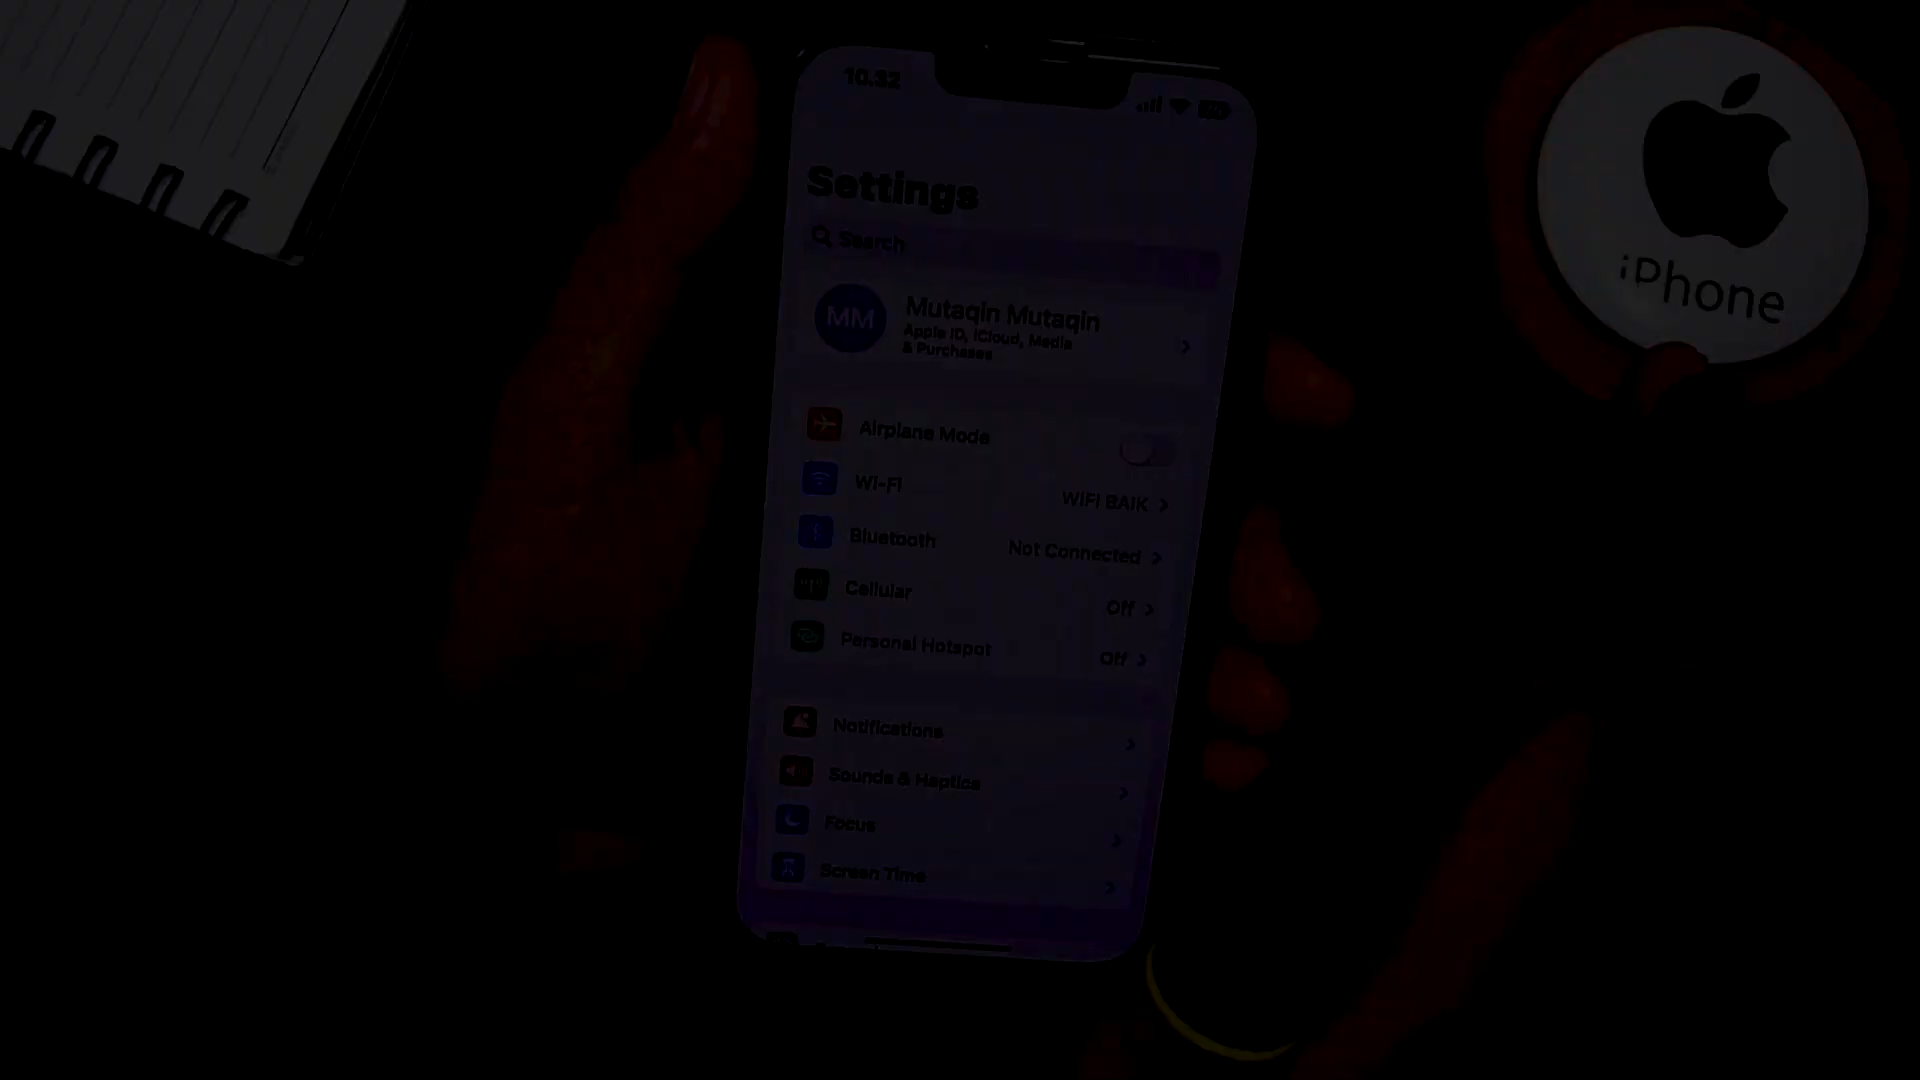 10.32
Settings
Search
MM
Mutaqin Mutaqin
Apple ID, iCloud, Media
& Purchases
Airplane Mode
Wi-Fi
WIFI BAIK
Bluetooth
Not Connected
Cellular
Off
Personal Hotspot
Off
Notifications
Sounds & Haptics
Focus
Screen Time
iPhone